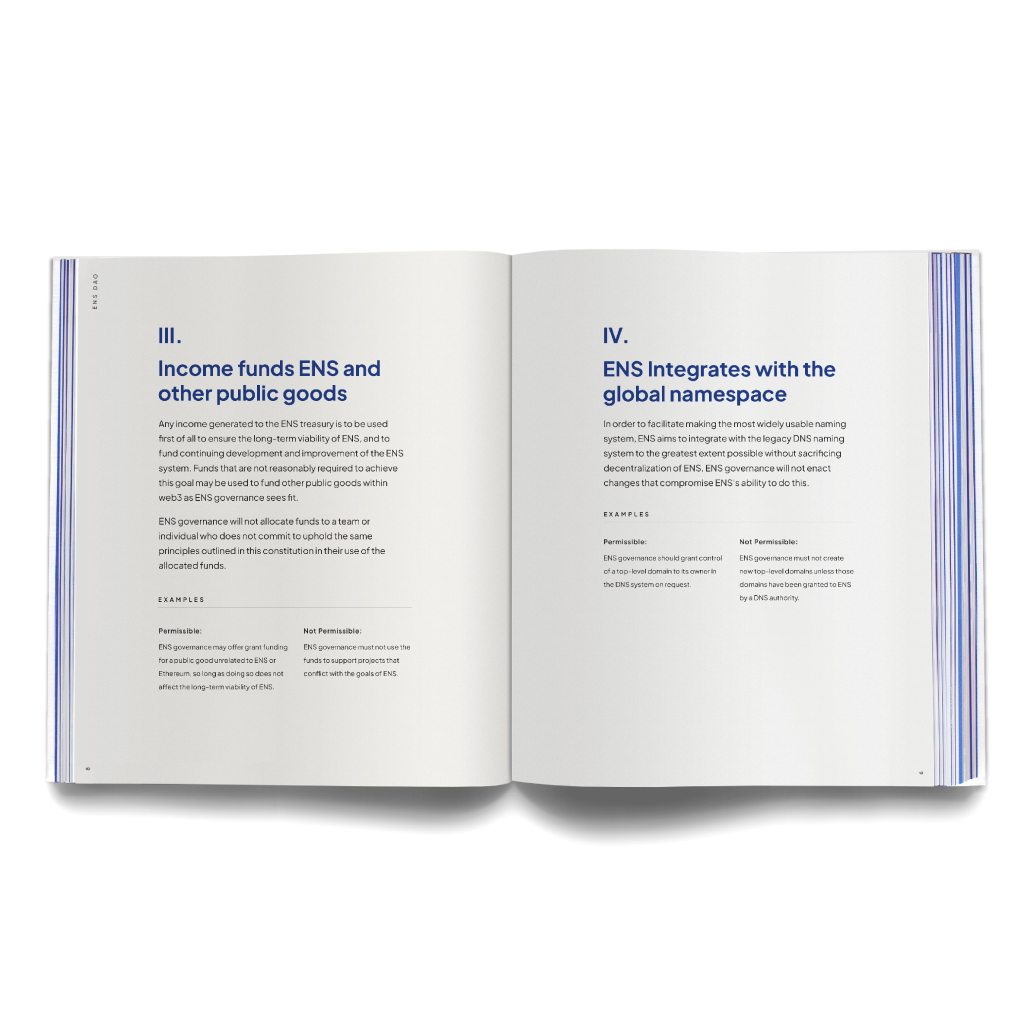 ENS DAO
III.
Income funds ENS and
other public goods
Any income generated to the ENS treasury is to be used
first of all to ensure the long-term viability of ENS, and to
fund continuing development and improvement of the ENS
system. Funds that are not reasonably required to achieve
this goal may be used to fund other public goods within
web3 as ENS governance sees fit.
ENS governance will not allocate funds to a team or
individual who does not commit to uphold the same
principles outlined in this constitution in their use of the
allocated funds.
EXAMPLES
Permissible:
ENS governance may offer grant funding
for a public good unrelated to ENS or
Ethereum, so long as doing so does not
affect the long-term viability of ENS.
Not Permissible:
ENS governance must not use the
funds to support projects that
conflict with the goals of ENS.
IV.
ENS Integrates with the
global namespace
In order to facilitate making the most widely usable naming
system, ENS aims to integrate with the legacy DNS naming
system to the greatest extent possible without sacrificing
decentralization of ENS. ENS governance will not enact
changes that compromise ENS's ability to do this.
EXAMPLES
Permissible:
ENS governance should grant control
of a top-level domain to its owner in
the DNS system on request.
Not Permissible:
ENS governance must not create
new top-level domains unless those
domains have been granted to ENS
by a DNS authority.